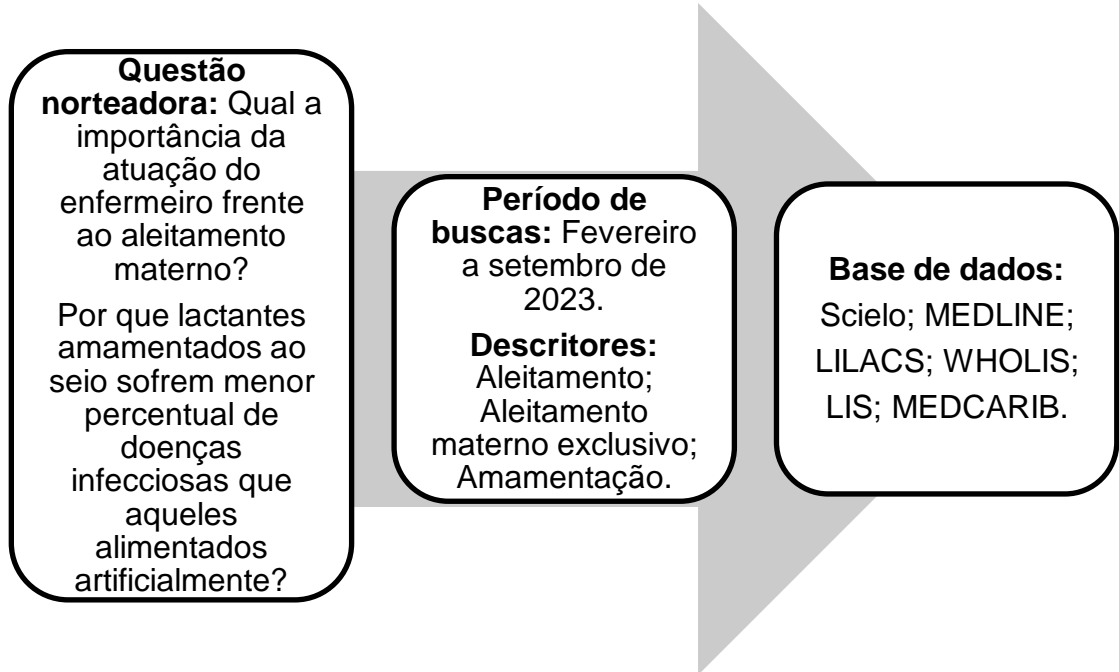 Questão
norteadora: Qual a
importância da
atuação do
enfermeiro frente
ao aleitamento
materno?
Por que lactantes
amamentados ao
seio sofrem menor
percentual de
doenças
infecciosas que
aqueles
alimentados
artificialmente?
Período de
buscas: Fevereiro
a setembro de
2023.
Descritores:
Aleitamento;
Aleitamento
materno exclusivo;
Amamentação.
Base de dados:
Scielo; MEDLINE;
LILACS; WHOLIS;
LIS; MEDCARIB.